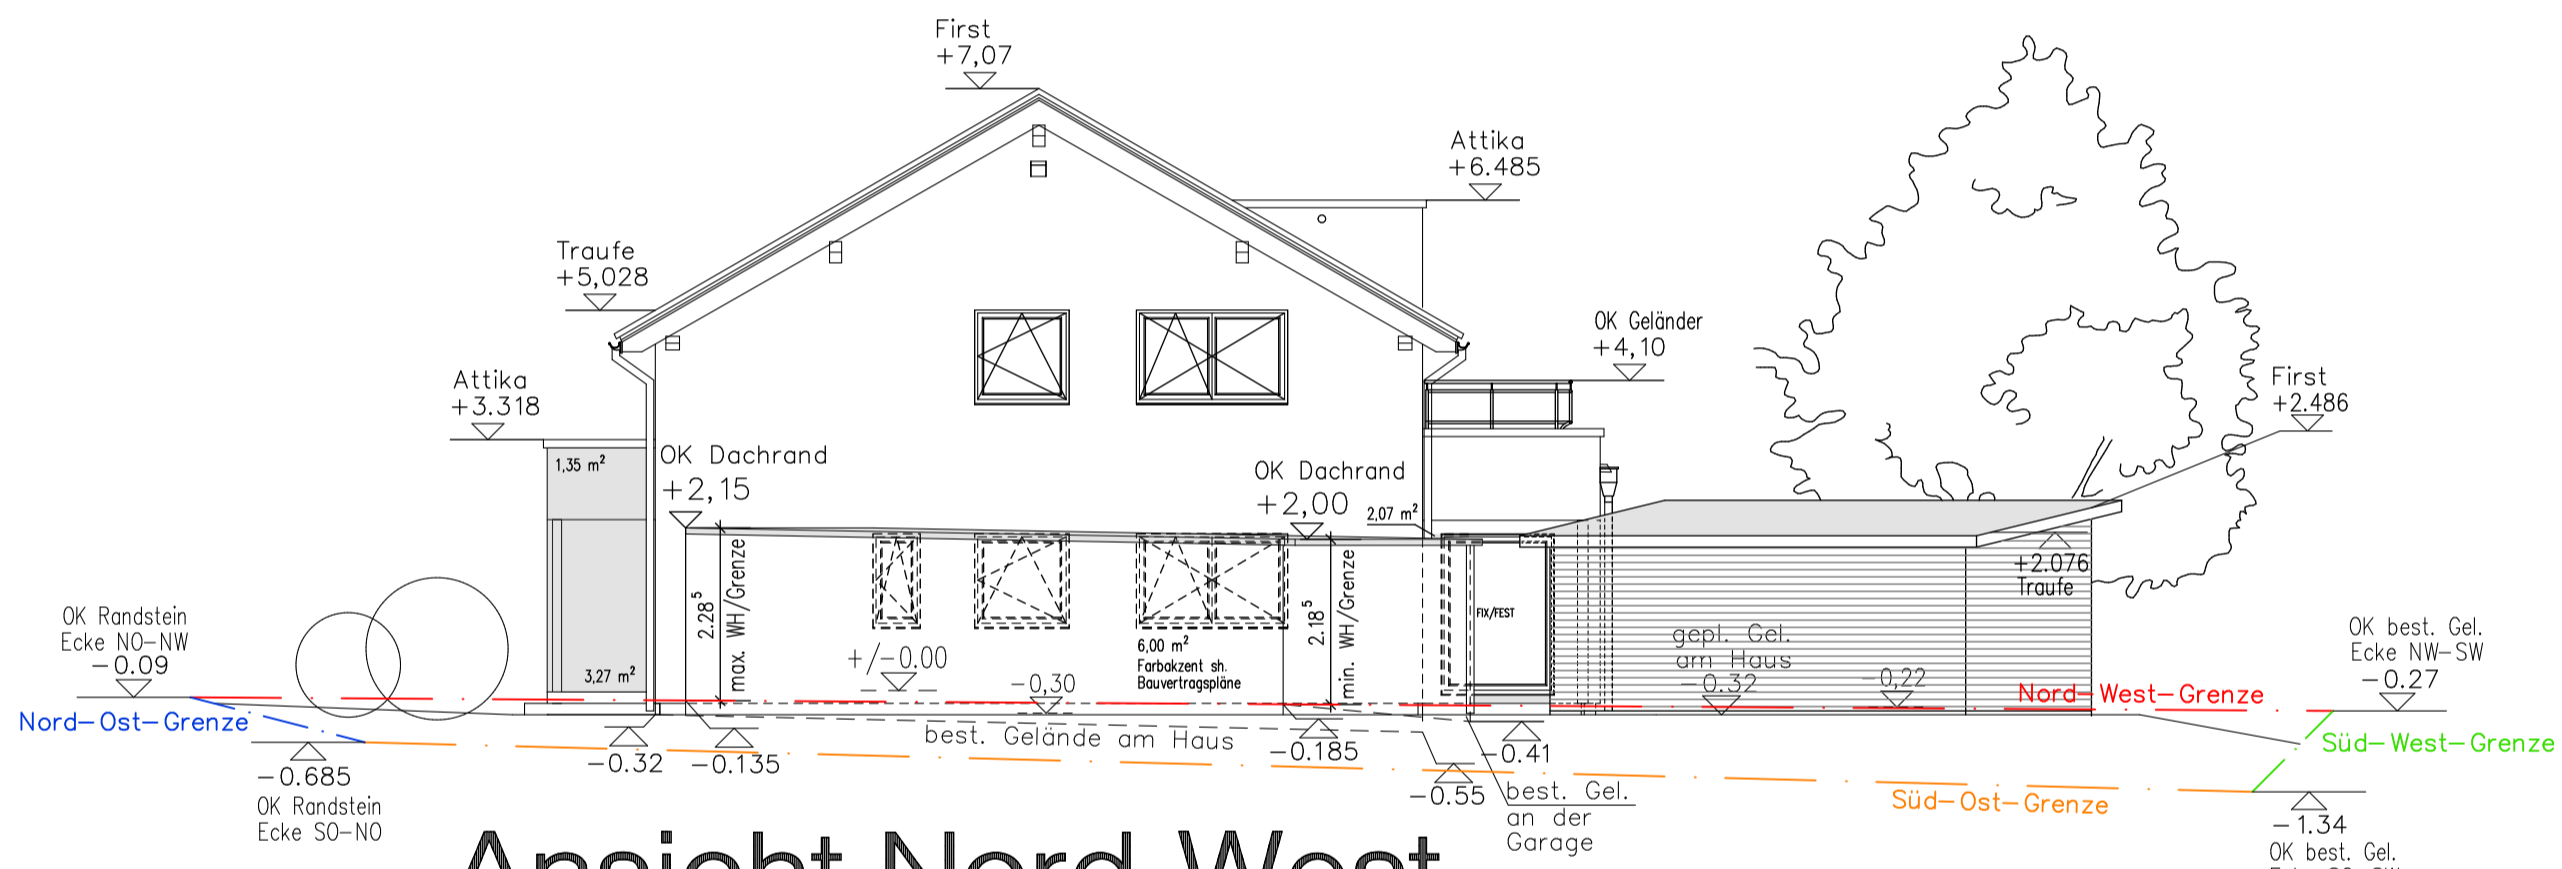 First
+7,07
Attika
+6.485
Traufe
+5,028
OK Geländer
+4,10
Attika
+3.318
First
+2.486
1,35 m²
OK Dachrand
+2,15
OK Dachrand
+2,00
2,07 m²
2.28⁵
max. WH/Grenze
2.18⁵
min. WH/Grenze
+2.076
Traufe
FIX/FEST
OK Randstein
Ecke NO-NW
-0.09
3,27 m²
+/-0.00
-0,30
6,00 m²
Farbakzent sh.
Bauvertragspläne
gepl. Gel.
am Haus
-0.32
-0,22
OK best. Gel.
Ecke NW-SW
-0.27
Nord-West-Grenze
Nord-Ost-Grenze
Süd-West-Grenze
best. Gelände am Haus
-0.32
-0.135
-0.185
-0.41
-0.55
best. Gel.
an der
Garage
-0.685
OK Randstein
Ecke SO-NO
Süd-Ost-Grenze
-1.34
OK best. Gel.
Ansicht Nord-West